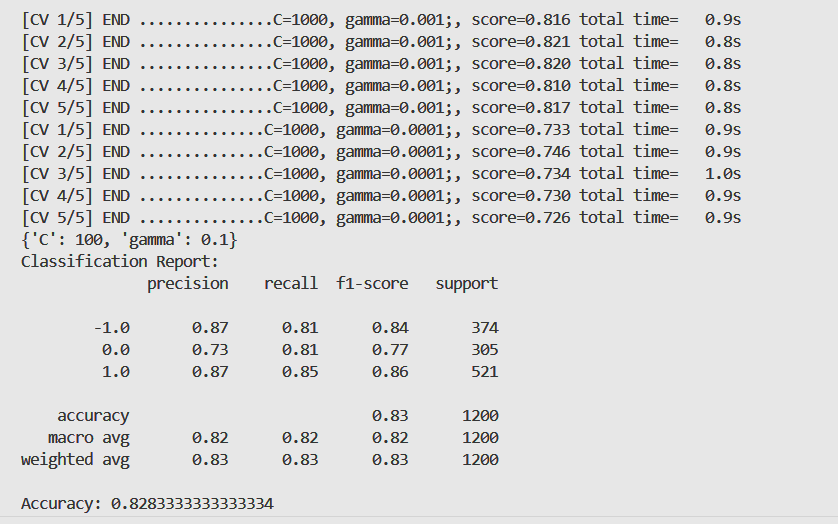 [CV 1/5] END ...............C=1000, gamma=0.001;, score=0.816 total time=   0.9s
[CV 2/5] END ...............C=1000, gamma=0.001;, score=0.821 total time=   0.8s
[CV 3/5] END ...............C=1000, gamma=0.001;, score=0.820 total time=   0.8s
[CV 4/5] END ...............C=1000, gamma=0.001;, score=0.810 total time=   0.8s
[CV 5/5] END ...............C=1000, gamma=0.001;, score=0.817 total time=   0.8s
[CV 1/5] END ..............C=1000, gamma=0.0001;, score=0.733 total time=   0.9s
[CV 2/5] END ..............C=1000, gamma=0.0001;, score=0.746 total time=   0.9s
[CV 3/5] END ..............C=1000, gamma=0.0001;, score=0.734 total time=   1.0s
[CV 4/5] END ..............C=1000, gamma=0.0001;, score=0.730 total time=   0.9s
[CV 5/5] END ..............C=1000, gamma=0.0001;, score=0.726 total time=   0.9s
{'C': 100, 'gamma': 0.1}
Classification Report:
              precision    recall  f1-score   support

        -1.0       0.87      0.81      0.84       374
         0.0       0.73      0.81      0.77       305
         1.0       0.87      0.85      0.86       521

    accuracy                           0.83      1200
   macro avg       0.82      0.82      0.82      1200
weighted avg       0.83      0.83      0.83      1200

Accuracy: 0.8283333333333334